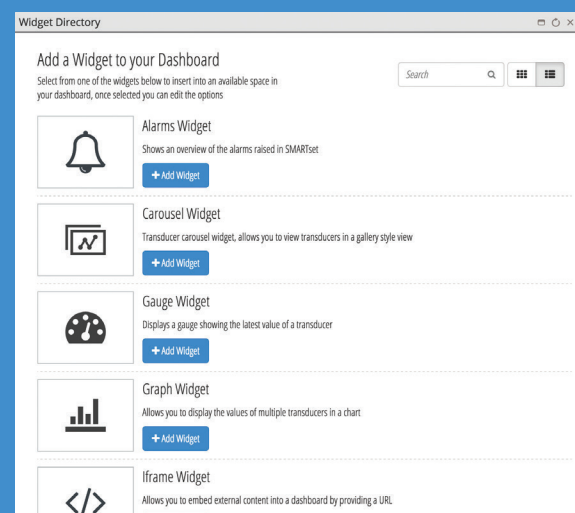 Widget Directory
Add a Widget to your Dashboard
Select from one of the widgets below to insert into an available space in
your dashboard, once selected you can edit the options
Search
Alarms Widget
Shows an overview of the alarms raised in SMARTset
+ Add Widget
Carousel Widget
Transducer carousel widget, allows you to view transducers in a gallery style view
+ Add Widget
Gauge Widget
Displays a gauge showing the latest value of a transducer
+ Add Widget
Graph Widget
Allows you to display the values of multiple transducers in a chart
+ Add Widget
Iframe Widget
Allows you to embed external content into a dashboard by providing a URL